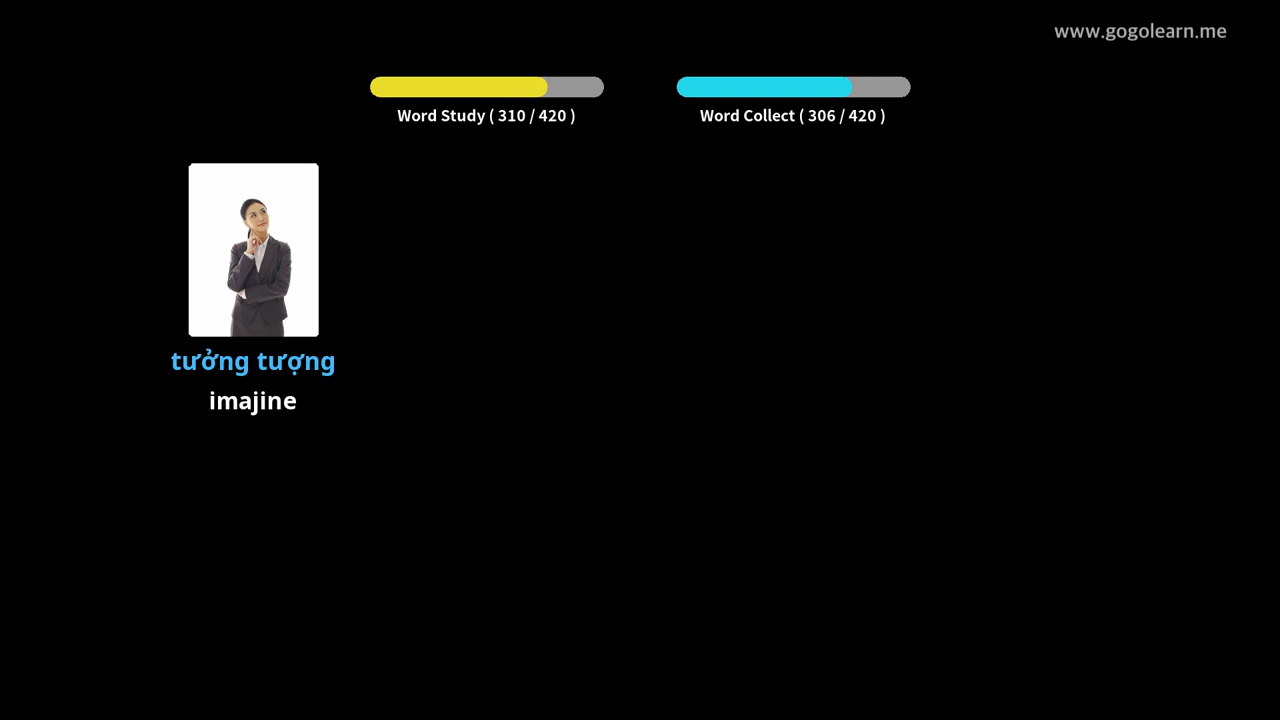 www.gogolearn.me
Word Study ( 310 / 420 )
Word Collect ( 306 / 420 )
tưởng tượng
imajine